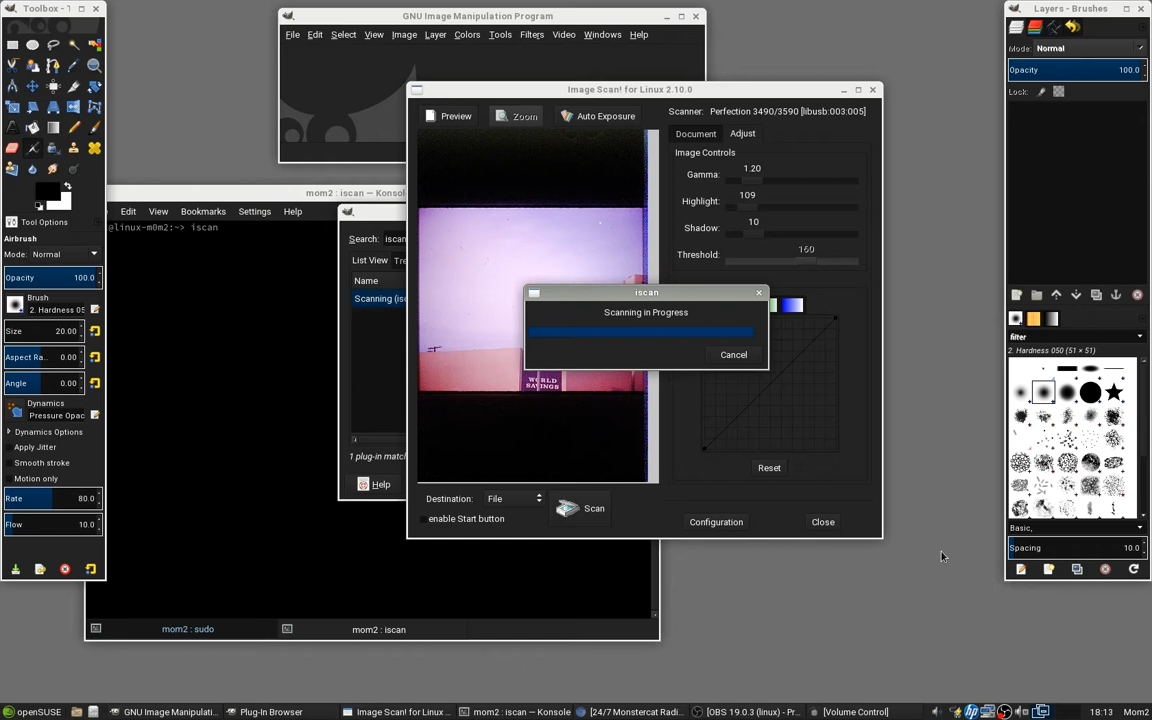 Toolbox - T
GNU Image Manipulation Program
Layers - Brushes
File Edit Select View Image Layer Colors Tools Filters Video Windows Help
Mode: Normal
Opacity 100.0
Lock:
Image Scan! for Linux 2.10.0
Preview Zoom Auto Exposure
Scanner: Perfection 3490/3590 [libusb:003:005]
Document Adjust
Image Controls
Gamma: 1.20
Highlight: 109
Shadow: 10
Threshold: 160
mom2 : iscan — Konsol
Edit View Bookmarks Settings Help
@linux-m0m2:~> iscan
Search: iscan
List View Tre
Name
Scanning (isc
1 plug-in match
Help
iscan
Scanning in Progress
Cancel
WORLD
SAVINGS
Reset
Destination: File
Scan
enable Start button
Configuration
Close
Tool Options
Airbrush
Mode: Normal
Opacity 100.0
Brush
2. Hardness 05
Size 20.00
Aspect Ra... 0.00
Angle 0.00
Dynamics
Pressure Opac
Dynamics Options
Apply Jitter
Smooth stroke
Motion only
Rate 80.0
Flow 10.0
filter
2. Hardness 050 (51 × 51)
Basic,
Spacing 10.0
mom2 : sudo
mom2 : iscan
openSUSE
GNU Image Manipulati...
Plug-In Browser
Image Scan! for Linux ...
mom2 : iscan — Konsole
[24/7 Monstercat Radi...
[OBS 19.0.3 (linux) - Pr...
[Volume Control]
18:13
Mom2